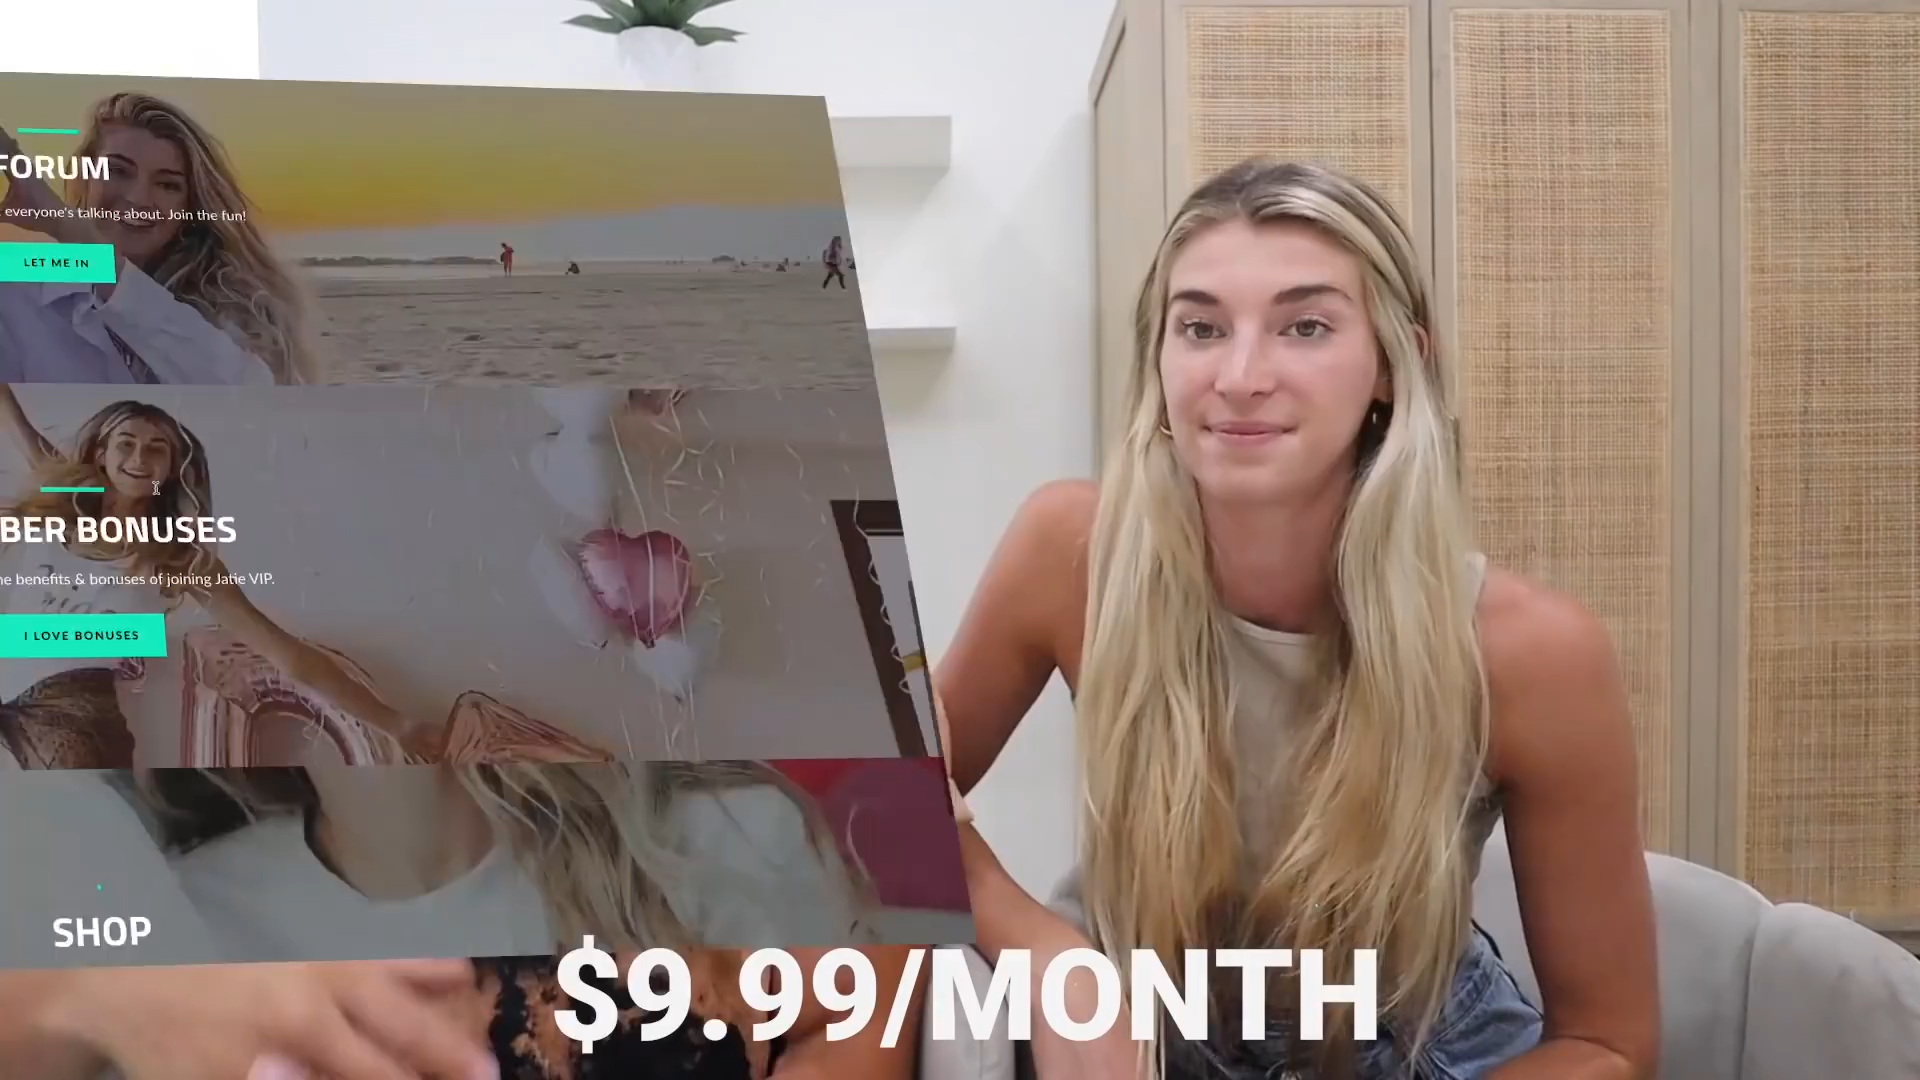 FORUM
everyone's talking about. Join the fun!
LET ME IN
BER BONUSES
benefits & bonuses of joining Jatie VIP.
I LOVE BONUSES
SHOP
$9.99/MONTH